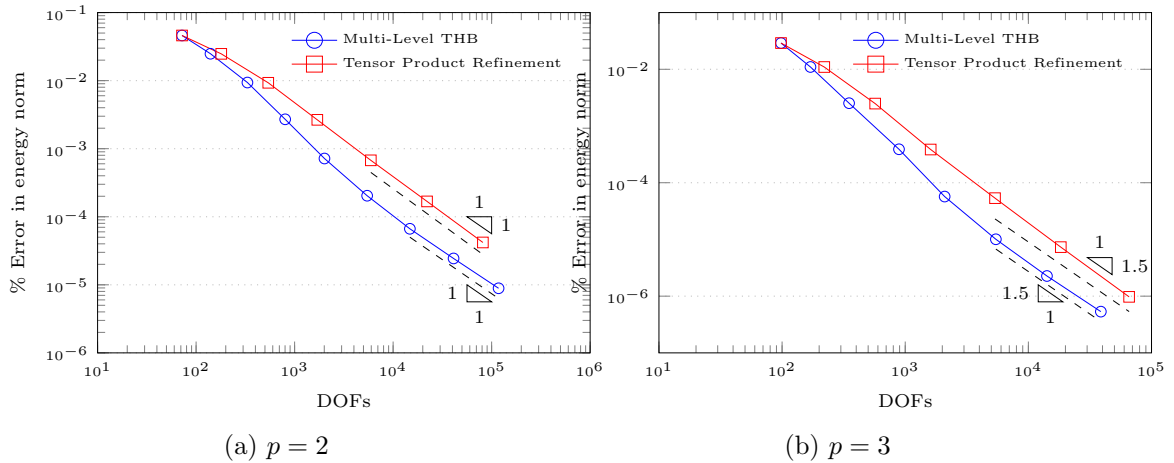 10^-1
10^-2
10^-3
10^-4
10^-5
10^-6
% Error in energy norm
Multi-Level THB
Tensor Product Refinement
1
1
1
1
10^1
10^2
10^3
10^4
10^5
10^6
DOFs
(a) p = 2
10^-2
10^-4
10^-6
% Error in energy norm
Multi-Level THB
Tensor Product Refinement
1
1.5
1.5
1
10^1
10^2
10^3
10^4
10^5
DOFs
(b) p = 3